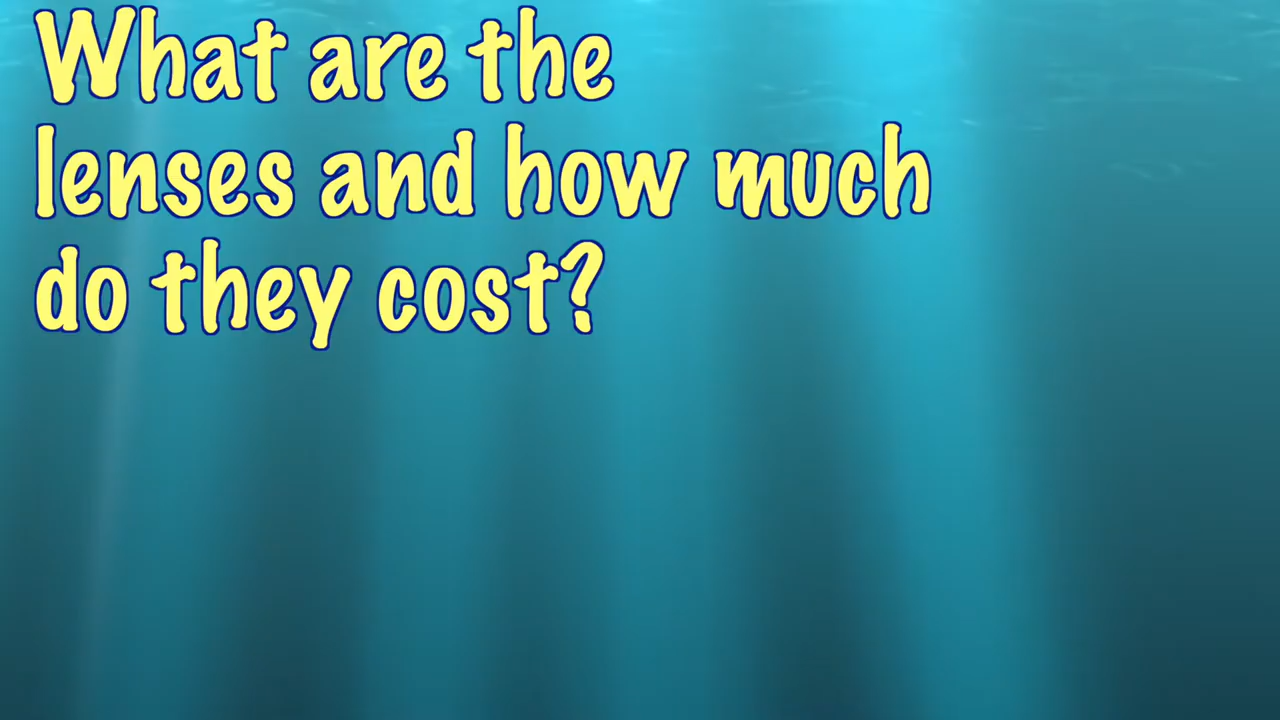 What are the
lenses and how much
do they cost?